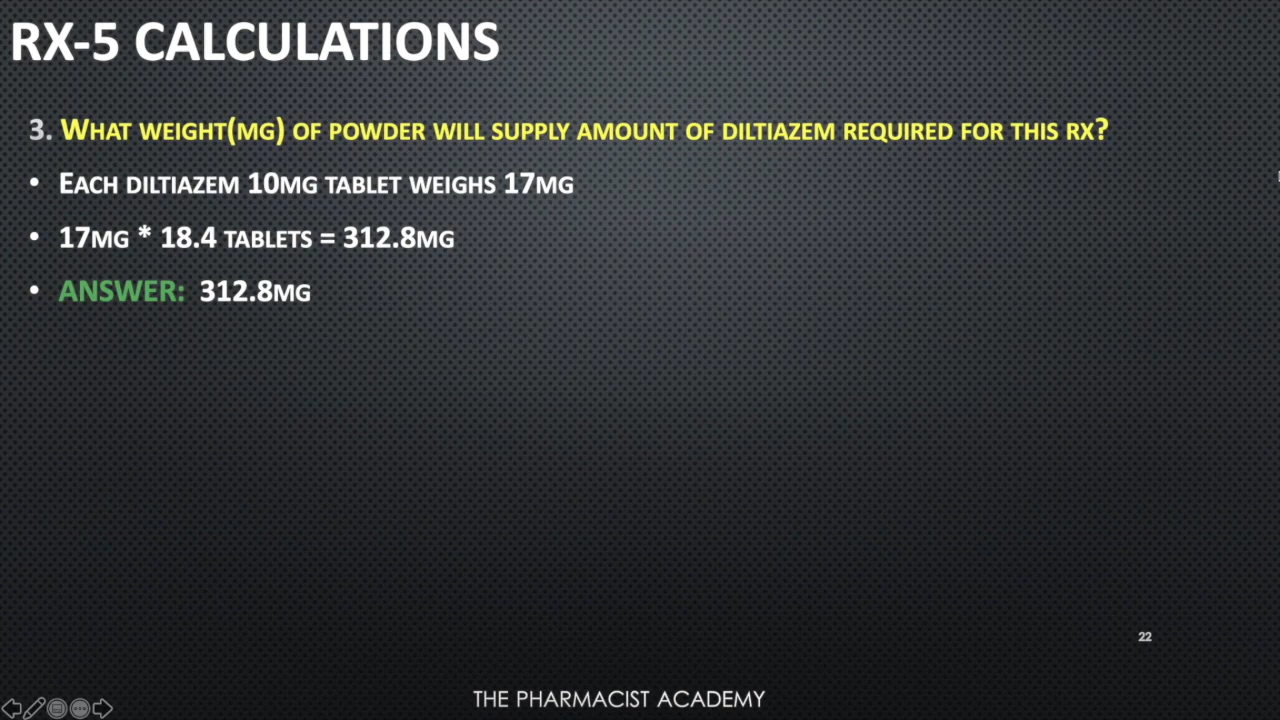 RX-5 CALCULATIONS
3. WHAT WEIGHT(MG) OF POWDER WILL SUPPLY AMOUNT OF DILTIAZEM REQUIRED FOR THIS RX?
• EACH DILTIAZEM 10MG TABLET WEIGHS 17MG
• 17MG * 18.4 TABLETS = 312.8MG
• ANSWER: 312.8MG
22
THE PHARMACIST ACADEMY